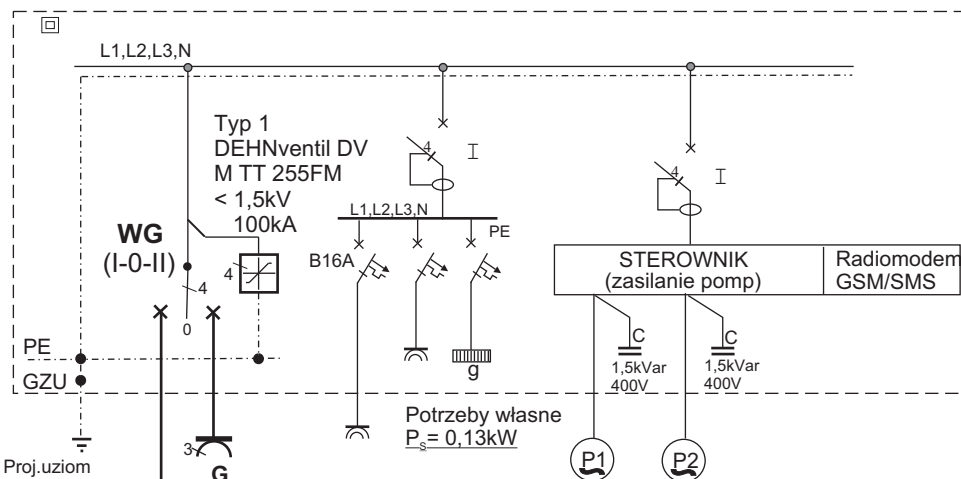 L1,L2,L3,N
Typ 1
DEHNventil DV
M TT 255FM
< 1,5kV
100kA
WG
(I-0-II)
4
4
0
PE
GZU
Proj.uziom
3
G
4
I
L1,L2,L3,N
PE
B16A
g
Potrzeby własne
Ps= 0,13kW
4
I
STEROWNIK
(zasilanie pomp)
Radiomodem
GSM/SMS
C
1,5kVar
400V
C
1,5kVar
400V
P1
P2